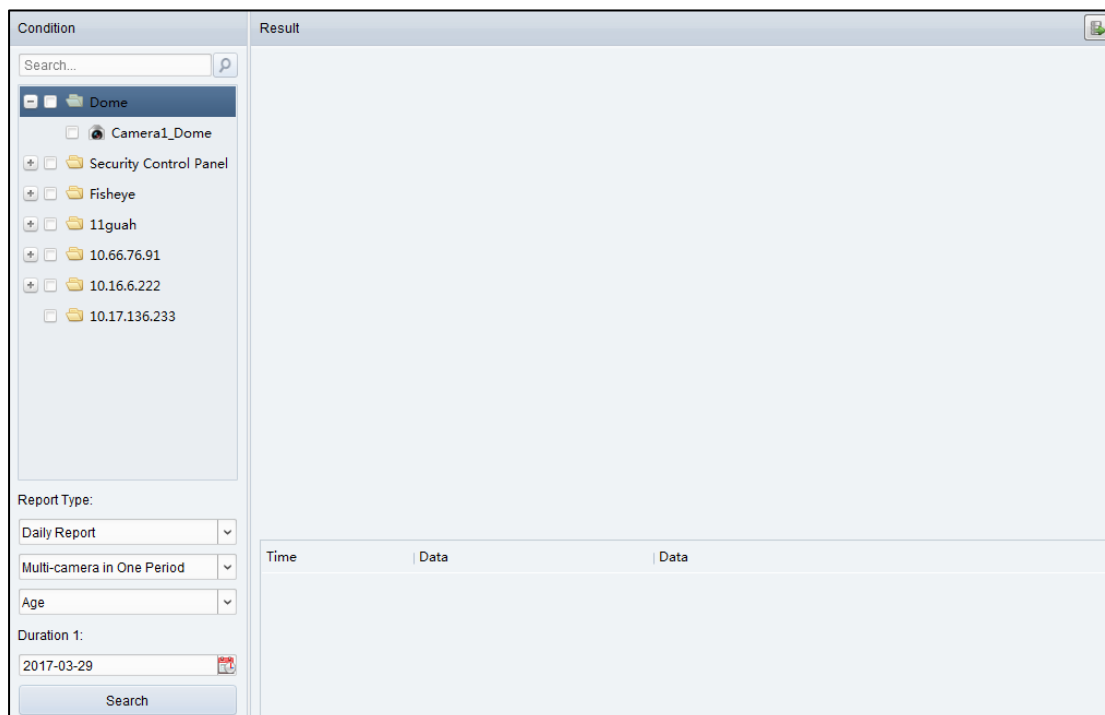 Condition
Result
Search...
Dome
Camera1_Dome
Security Control Panel
Fisheye
11guah
10.66.76.91
10.16.6.222
10.17.136.233
Report Type:
Daily Report
Multi-camera in One Period
Age
Duration 1:
2017-03-29
Search
Time Data Data